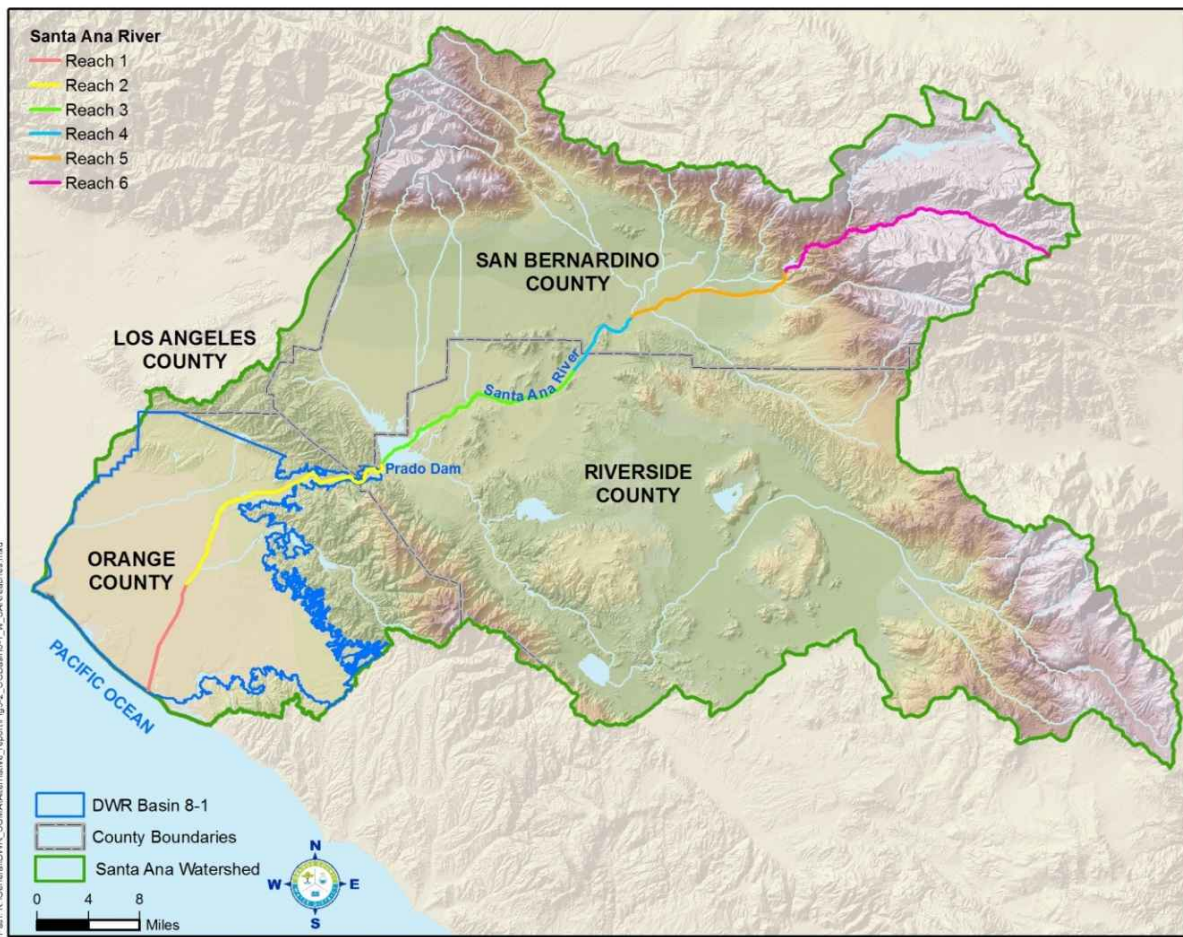 Santa Ana River
Reach 1
Reach 2
Reach 3
Reach 4
Reach 5
Reach 6
SAN BERNARDINO
COUNTY
LOS ANGELES
COUNTY
Santa Ana River
Prado Dam
RIVERSIDE
COUNTY
ORANGE
COUNTY
PACIFIC OCEAN
DWR Basin 8-1
County Boundaries
Santa Ana Watershed
0 4 8
Miles
N
W E
S